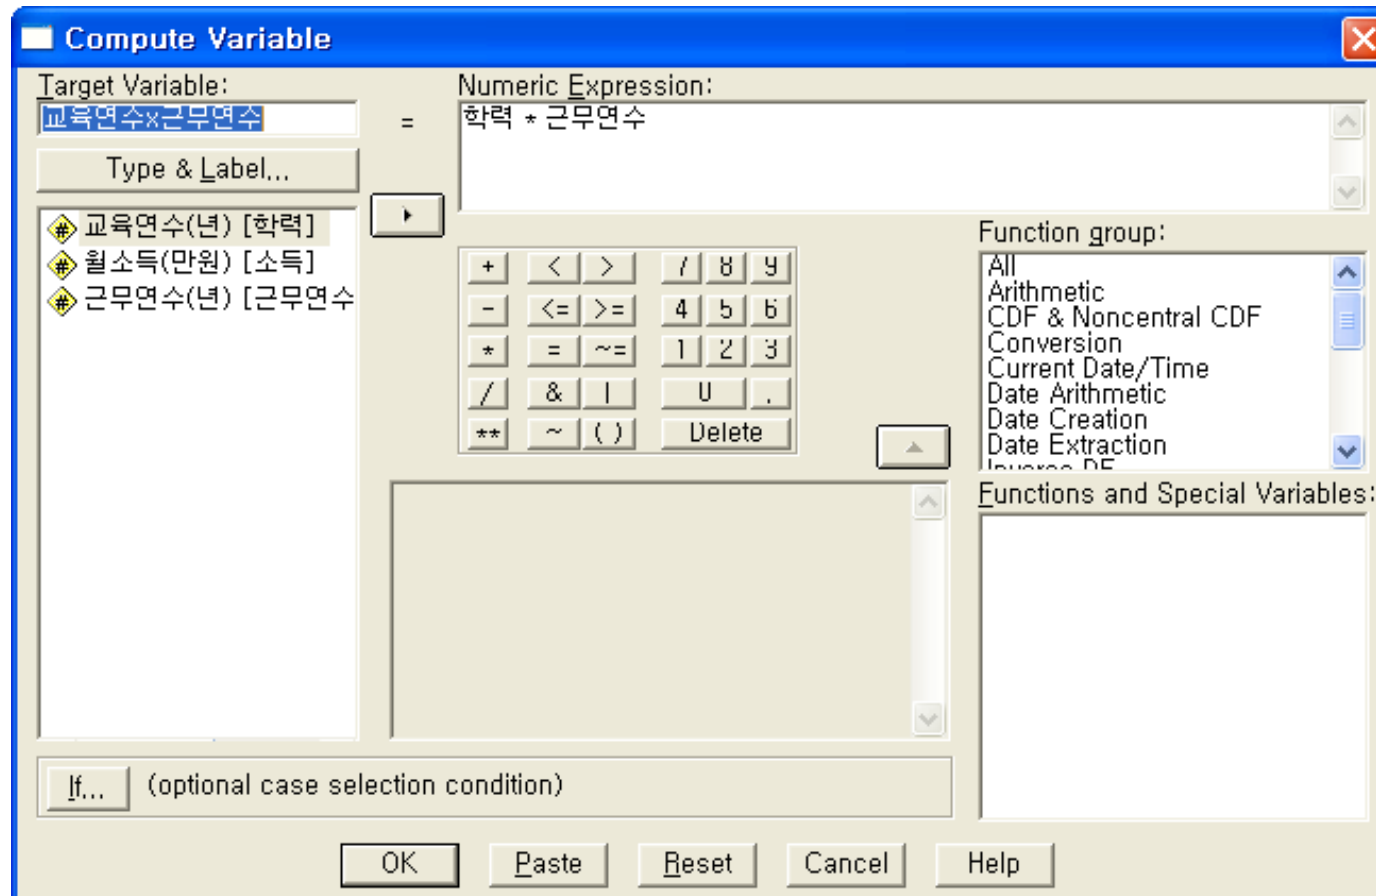 Compute Variable
Target Variable:
교육연수x근무연수
=
Numeric Expression:
학력 * 근무연수
Type & Label...
교육연수(년) [학력]
월소득(만원) [소득]
근무연수(년) [근무연수
+ < > 7 8 9
- <= >= 4 5 6
* = ~= 1 2 3
/ & | 0 .
** ~ ( ) Delete
Function group:
All
Arithmetic
CDF & Noncentral CDF
Conversion
Current Date/Time
Date Arithmetic
Date Creation
Date Extraction
Inverse DF
Functions and Special Variables:
If... (optional case selection condition)
OK Paste Reset Cancel Help